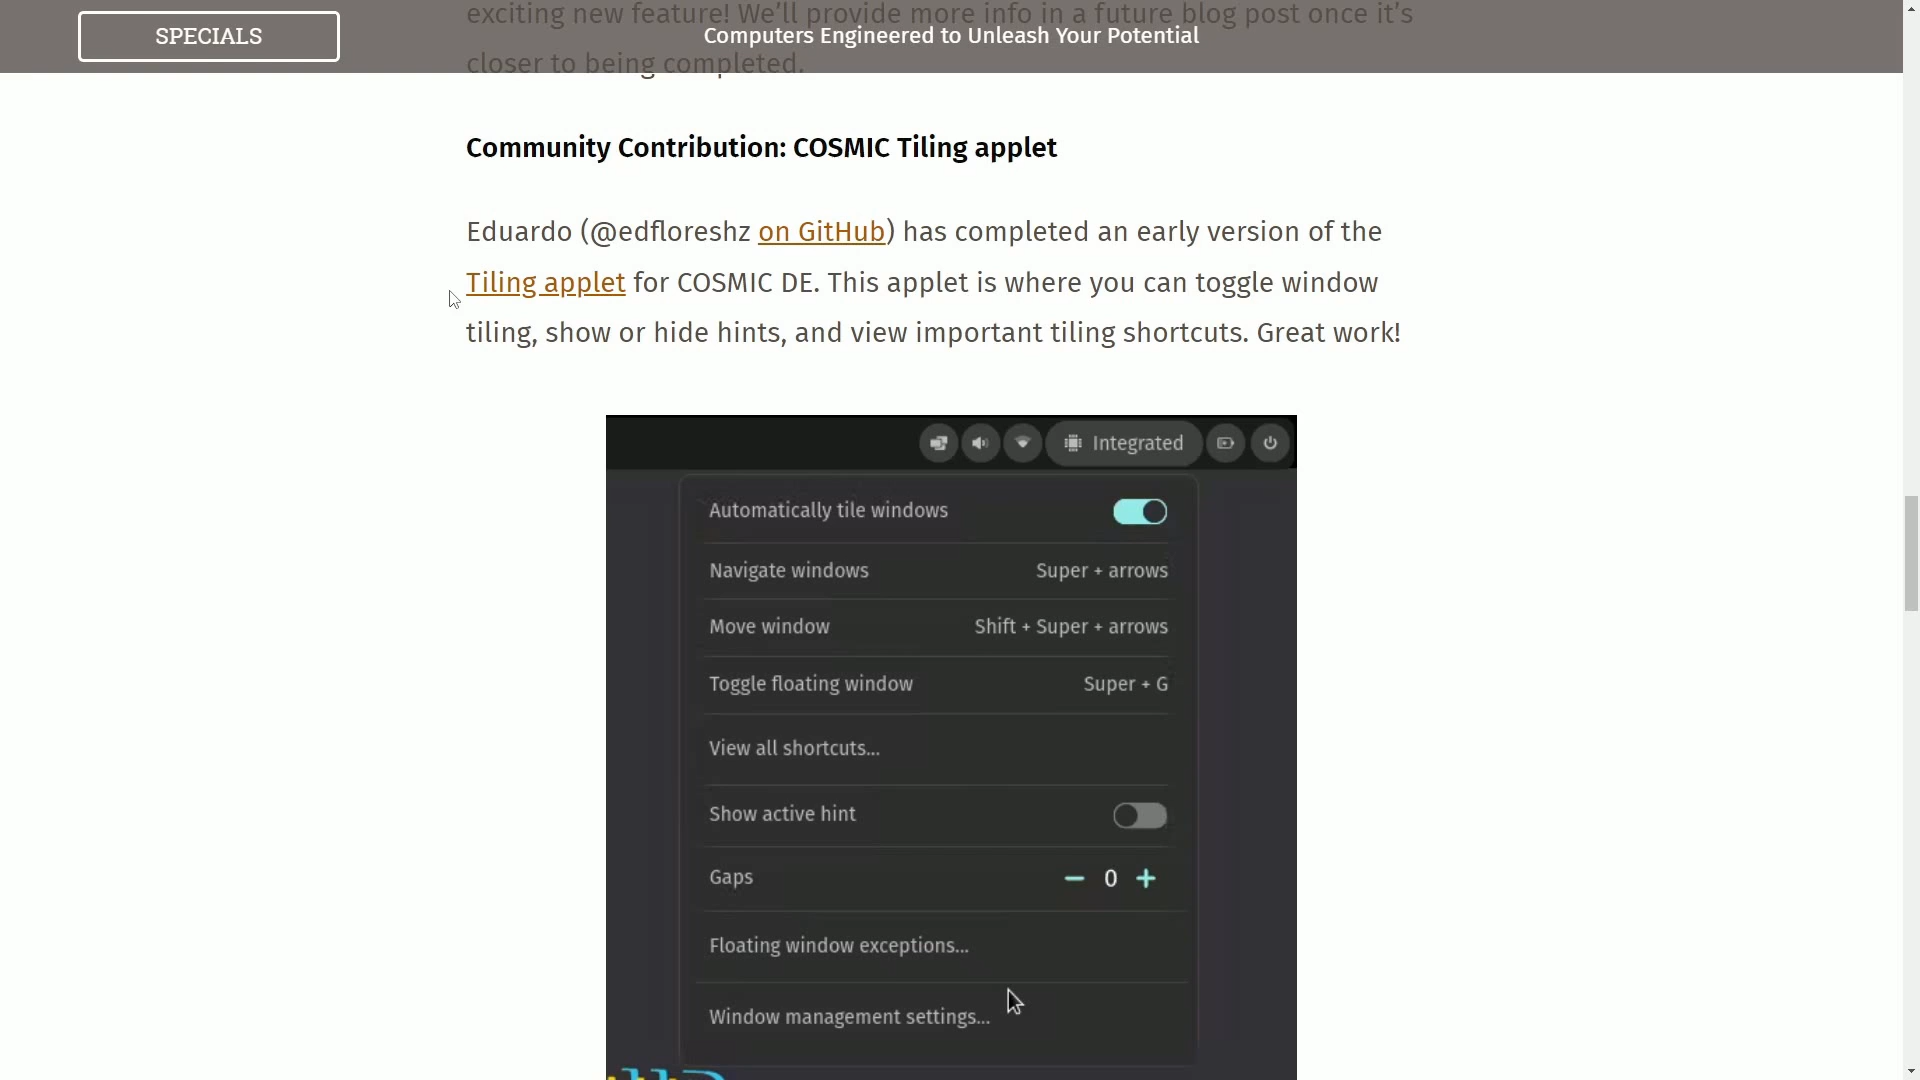 exciting new feature! We’ll provide more info in a future blog post once it’s
SPECIALS
Computers Engineered to Unleash Your Potential
closer to being completed.
Community Contribution: COSMIC Tiling applet
Eduardo (@edfloreshz on GitHub) has completed an early version of the
Tiling applet for COSMIC DE. This applet is where you can toggle window
tiling, show or hide hints, and view important tiling shortcuts. Great work!
Integrated
Automatically tile windows
Navigate windows Super + arrows
Move window Shift + Super + arrows
Toggle floating window Super + G
View all shortcuts...
Show active hint
Gaps − 0 +
Floating window exceptions...
Window management settings...